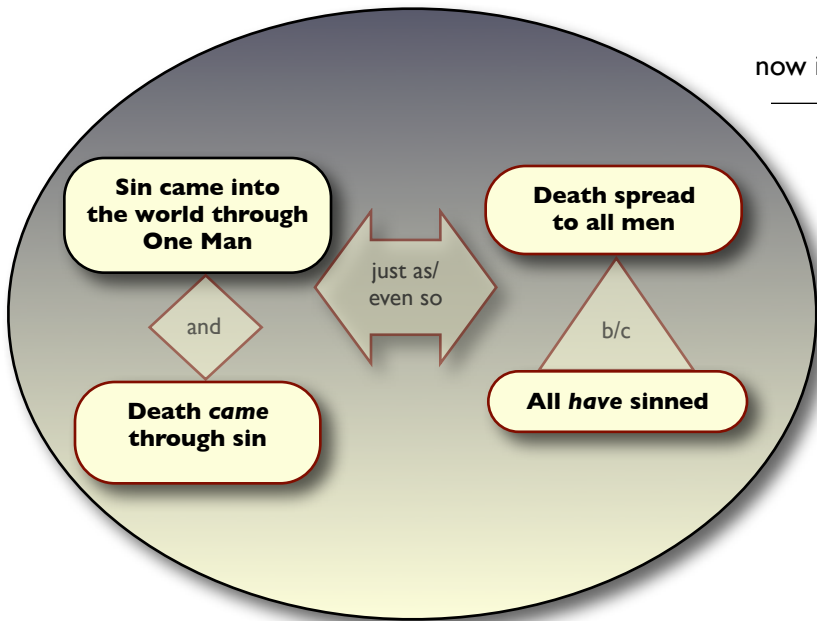 now i
Sin came into
the world through
One Man
and
Death came
through sin
just as/
even so
Death spread
to all men
b/c
All have sinned